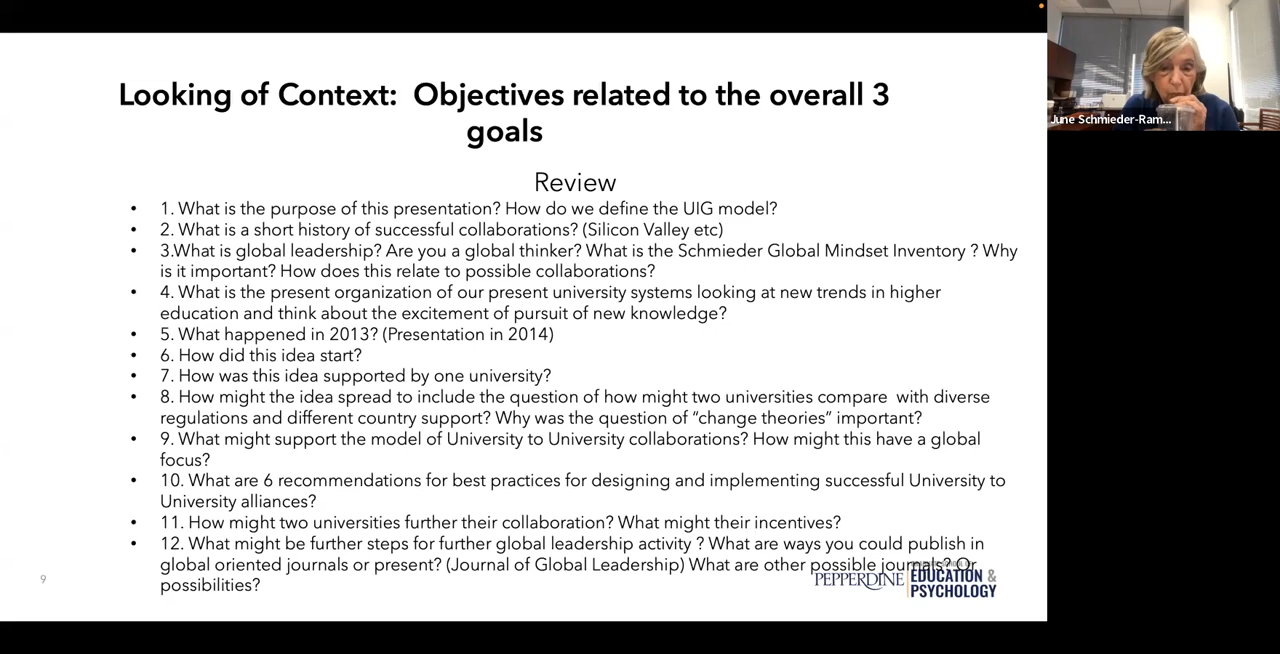 Looking of Context:  Objectives related to the overall 3
goals
Review
• 1. What is the purpose of this presentation? How do we define the UIG model?
• 2. What is a short history of successful collaborations? (Silicon Valley etc)
• 3.What is global leadership? Are you a global thinker? What is the Schmieder Global Mindset Inventory ? Why
is it important? How does this relate to possible collaborations?
• 4. What is the present organization of our present university systems looking at new trends in higher
education and think about the excitement of pursuit of new knowledge?
• 5. What happened in 2013? (Presentation in 2014)
• 6. How did this idea start?
• 7. How was this idea supported by one university?
• 8. How might the idea spread to include the question of how might two universities compare  with diverse
regulations and different country support? Why was the question of “change theories” important?
• 9. What might support the model of University to University collaborations? How might this have a global
focus?
• 10. What are 6 recommendations for best practices for designing and implementing successful University to
University alliances?
• 11. How might two universities further their collaboration? What might their incentives?
• 12. What might be further steps for further global leadership activity ? What are ways you could publish in
global oriented journals or present? (Journal of Global Leadership) What are other possible journals? Or
possibilities?
9
PEPPERDINE
EDUCATION &
PSYCHOLOGY
June Schmieder-Ram...